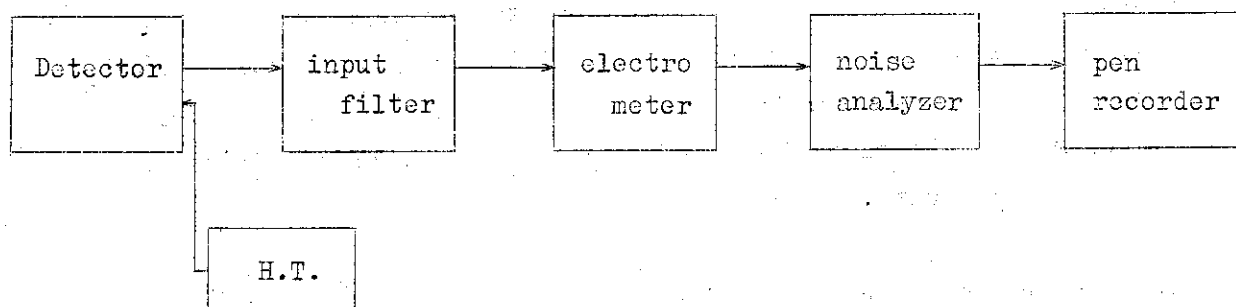 Detector
input
filter
electro
meter
noise
analyzer
pen
recorder
H.T.